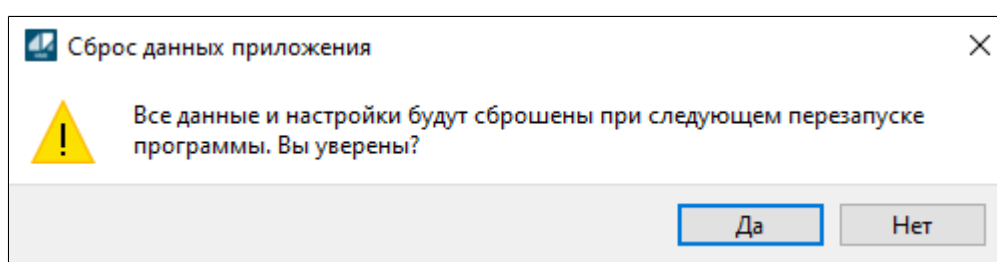 Сброс данных приложения
Все данные и настройки будут сброшены при следующем перезапуске
программы. Вы уверены?
Да Нет